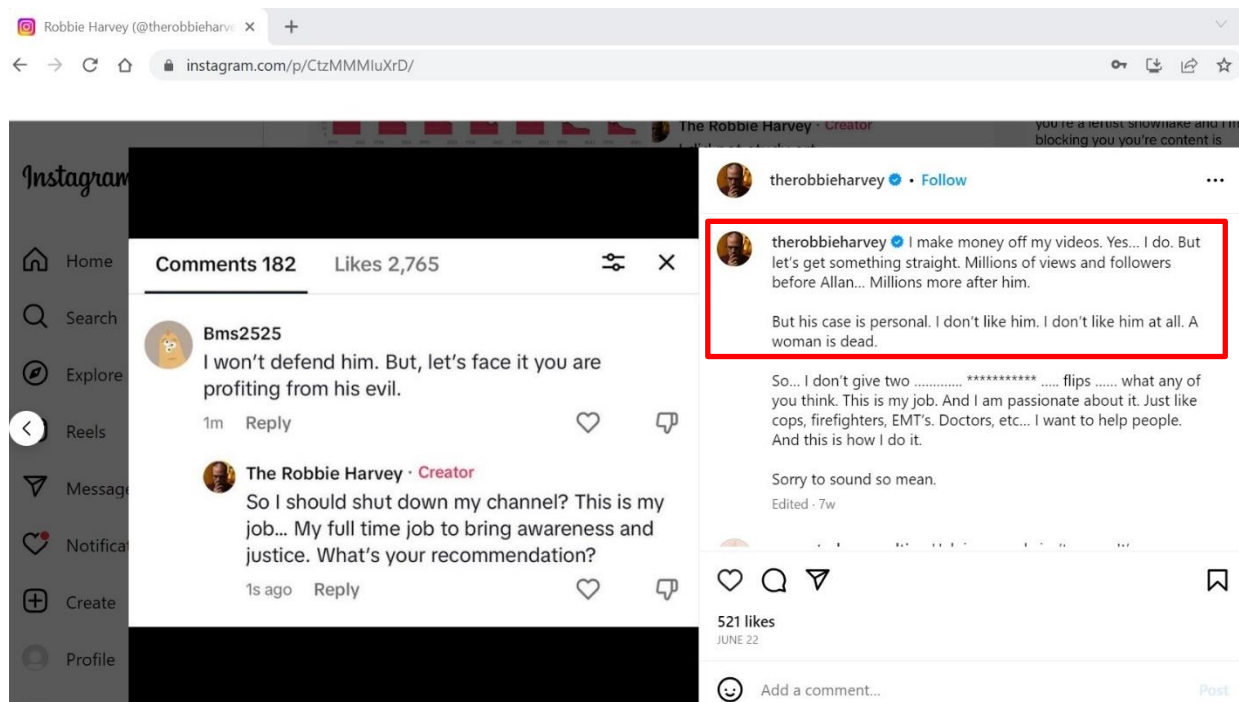 Robbie Harvey (@therobbieharve
instagram.com/p/CtzMMMIuXrD/
The Robbie Harvey · Creator
you're a leftist snowflake and I'm
blocking you you're content is
Instagram
Home
Search
Explore
Reels
Message
Notificat
Create
Profile
Comments 182 Likes 2,765
Bms2525
I won't defend him. But, let's face it you are
profiting from his evil.
1m Reply
The Robbie Harvey · Creator
So I should shut down my channel? This is my
job... My full time job to bring awareness and
justice. What's your recommendation?
1s ago Reply
therobbieharvey • Follow
therobbieharvey I make money off my videos. Yes... I do. But
let's get something straight. Millions of views and followers
before Allan... Millions more after him.
But his case is personal. I don't like him. I don't like him at all. A
woman is dead.
So... I don't give two ............. *********** ..... flips ...... what any of
you think. This is my job. And I am passionate about it. Just like
cops, firefighters, EMT's. Doctors, etc... I want to help people.
And this is how I do it.
Sorry to sound so mean.
Edited · 7w
521 likes
JUNE 22
Add a comment...
Post